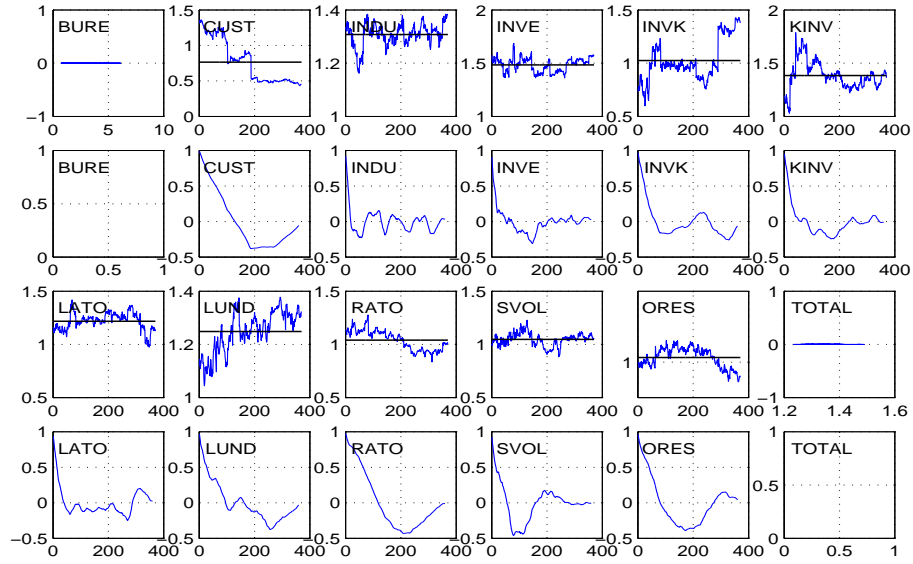 1 1.5 1.4 2 1.5 2
BURE CUST INDU INVE INVK KINV
1
0 1.2 1.5 1 1.5
0.5
−1 0 1 1 0.5 1
0 5 10 0 200 400 0 200 400 0 200 400 0 200 400 0 200 400
1 1 1 1 1 1
BURE CUST INDU INVE INVK KINV
0.5 0.5 0.5 0.5 0.5
0.5
0 0 0 0 0
0 −0.5 −0.5 −0.5 −0.5 −0.5
0 0.5 1 0 200 400 0 200 400 0 200 400 0 200 400 0 200 400
1.5 1.4 1.5 1.5 1
LATO LUND RATO SVOL ORES TOTAL
1 1.2 1 1 1 0
0.5 1 0.5 0.5 −1
0 200 400 0 200 400 0 200 400 0 200 400 0 200 400 1.2 1.4 1.6
1 1 1 1 1 1
LATO LUND RATO SVOL ORES TOTAL
0.5 0.5 0.5 0.5 0.5
0.5
0 0 0 0 0
−0.5 −0.5 −0.5 −0.5 −0.5 0
0 200 400 0 200 400 0 200 400 0 200 400 0 200 400 0 0.5 1